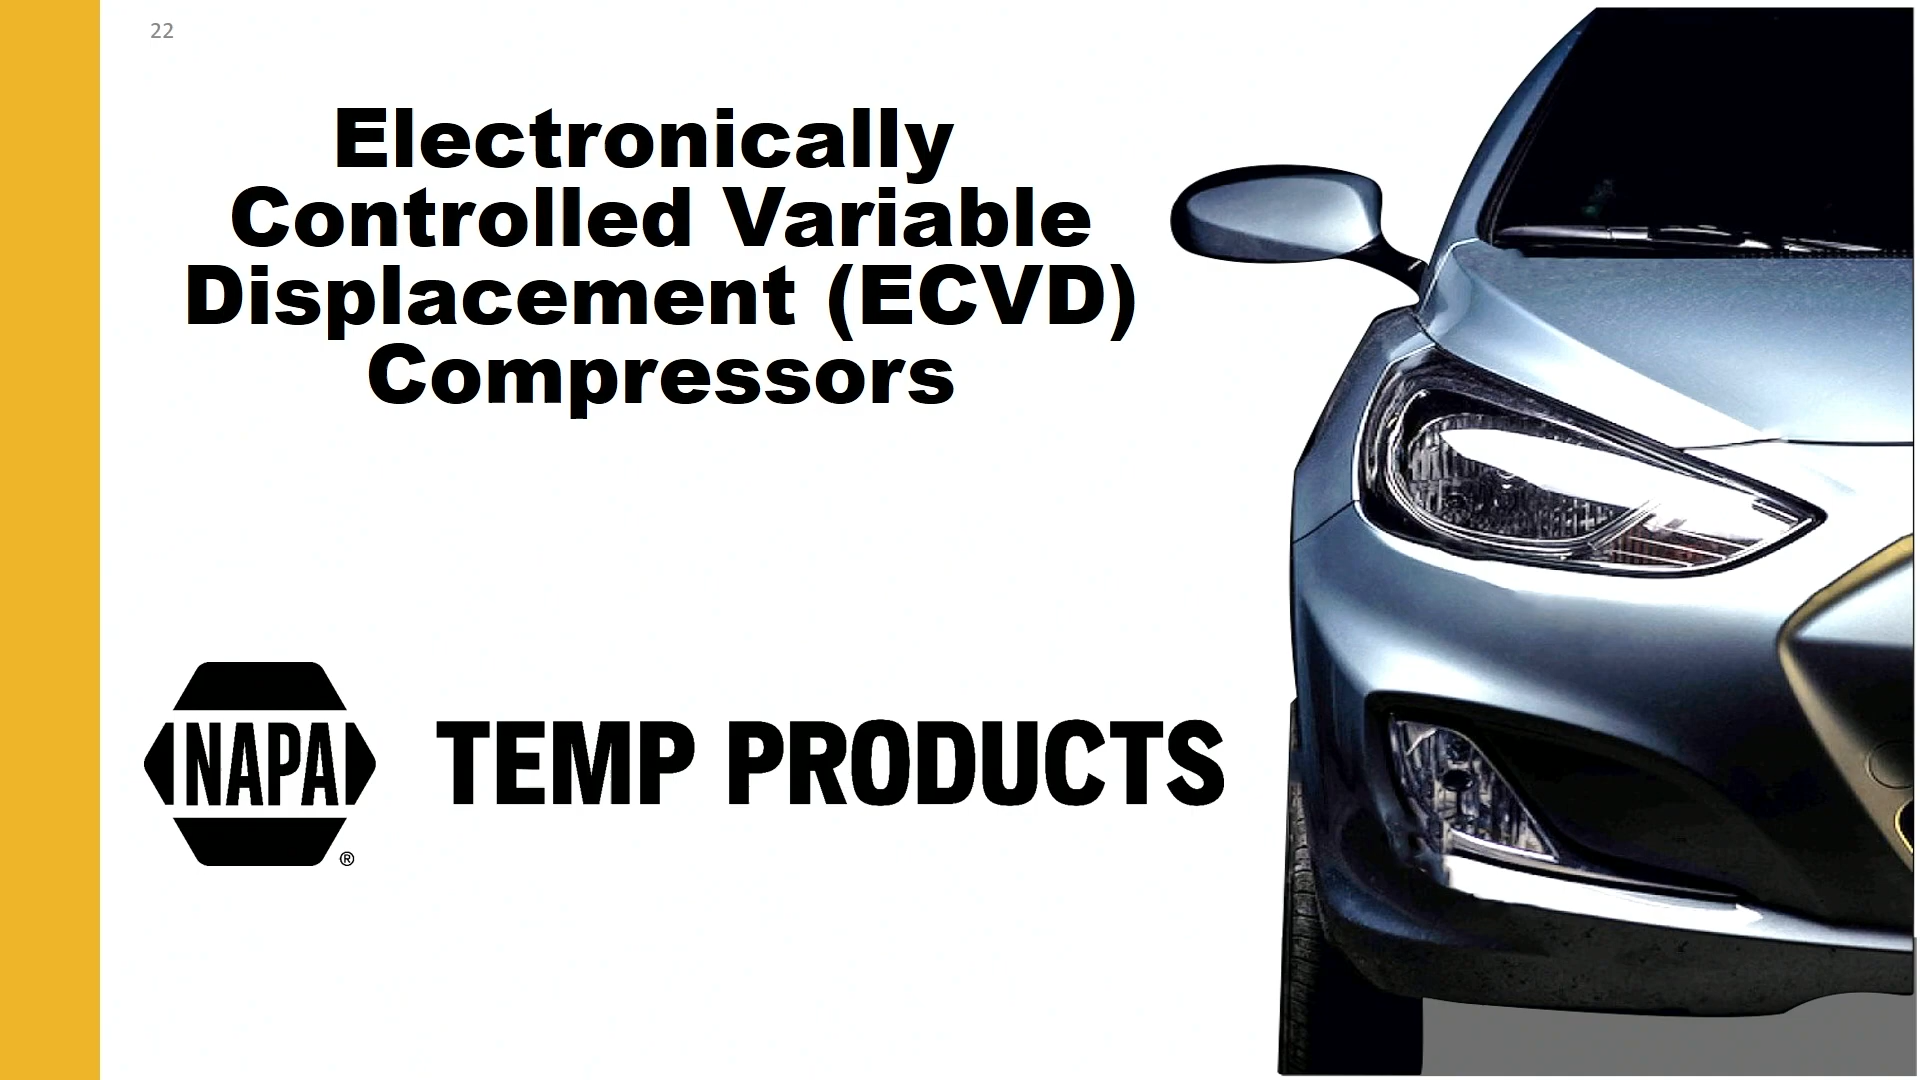 22
Electronically
Controlled Variable
Displacement (ECVD)
Compressors
NAPA
®
TEMP PRODUCTS